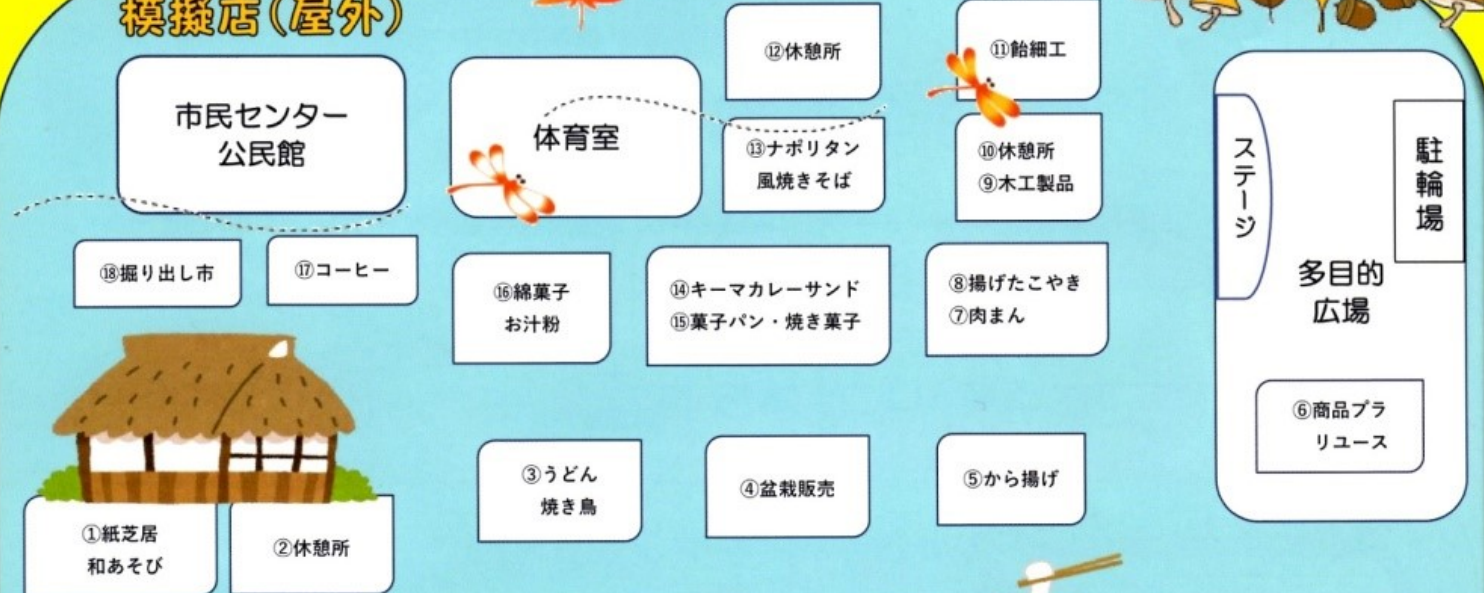 模擬店(屋外)
市民センター
公民館
体育室
⑫休憩所
⑪飴細工
⑬ナポリタン
風焼きそば
⑩休憩所
⑨木工製品
ステージ
駐輪場
多目的
広場
⑱掘り出し市
⑰コーヒー
⑯綿菓子
お汁粉
⑭キーマカレーサンド
⑮菓子パン・焼き菓子
⑧揚げたこやき
⑦肉まん
⑥商品プラ
リユース
③うどん
焼き鳥
④盆栽販売
⑤から揚げ
①紙芝居
和あそび
②休憩所